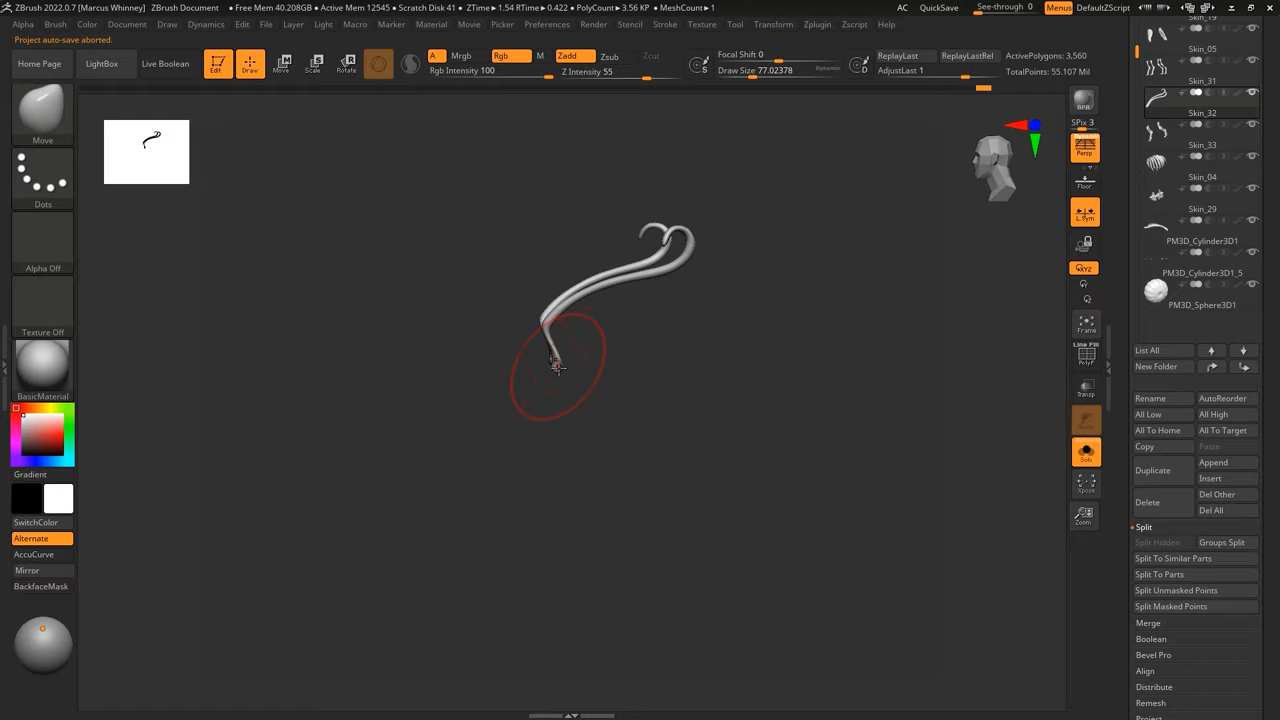 ZBrush 2022.0.7 [Marcus Whinney] ZBrush Document ● Free Mem 40.208GB ● Active Mem 12545 ● Scratch Disk 41 ● ZTime▶1.54 RTime▶0.422 ● PolyCount▶3.56 KP ● MeshCount▶1 AC QuickSave See-through 0 Menus DefaultZScript
Alpha Brush Color Document Draw Dynamics Edit File Layer Light Macro Marker Material Movie Picker Preferences Render Stencil Stroke Texture Tool Transform Zplugin Zscript Help
Project auto-save aborted.
Home Page LightBox Live Boolean Edit Draw Move Scale Rotate
A Mrgb Rgb M Zadd Zsub Zcut
Rgb Intensity 100 Z Intensity 55
Focal Shift 0
Draw Size 77.02378 Dynamic
ReplayLast ReplayLastRel
AdjustLast 1
ActivePolygons: 3,560
TotalPoints: 55.107 Mil
Move
Dots
Alpha Off
Texture Off
BasicMaterial
Gradient
SwitchColor
Alternate
AccuCurve
Mirror
BackfaceMask
BPR
SPix 3
Dynamic
Persp
Floor
L.Sym
XYZ
Frame
Line Fill
PolyF
Transp
Solo
Xpose
Zoom
Skin_19
Skin_05
Skin_31
Skin_32
Skin_33
Skin_04
Skin_29
PM3D_Cylinder3D1
PM3D_Cylinder3D1_5
PM3D_Sphere3D1
List All
New Folder
Rename AutoReorder
All Low All High
All To Home All To Target
Copy Paste
Duplicate Append
Insert
Delete Del Other
Del All
Split
Split Hidden Groups Split
Split To Similar Parts
Split To Parts
Split Unmasked Points
Split Masked Points
Merge
Boolean
Bevel Pro
Align
Distribute
Remesh
Project